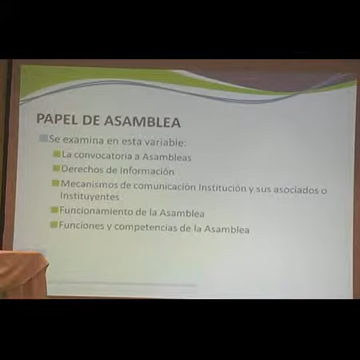 PAPEL DE ASAMBLEA
Se examina en esta variable:
La convocatoria a Asambleas
Derechos de Información
Mecanismos de comunicación Institución y sus asociados o
Instituyentes
Funcionamiento de la Asamblea
Funciones y competencias de la Asamblea